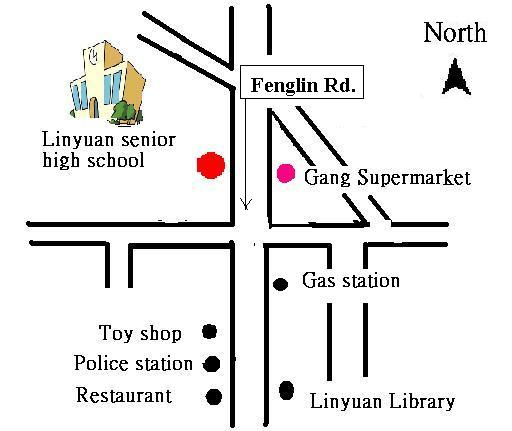 North
Fenglin Rd.
Linyuan senior
high school
Gang Supermarket
Gas station
Toy shop
Police station
Restaurant
Linyuan Library